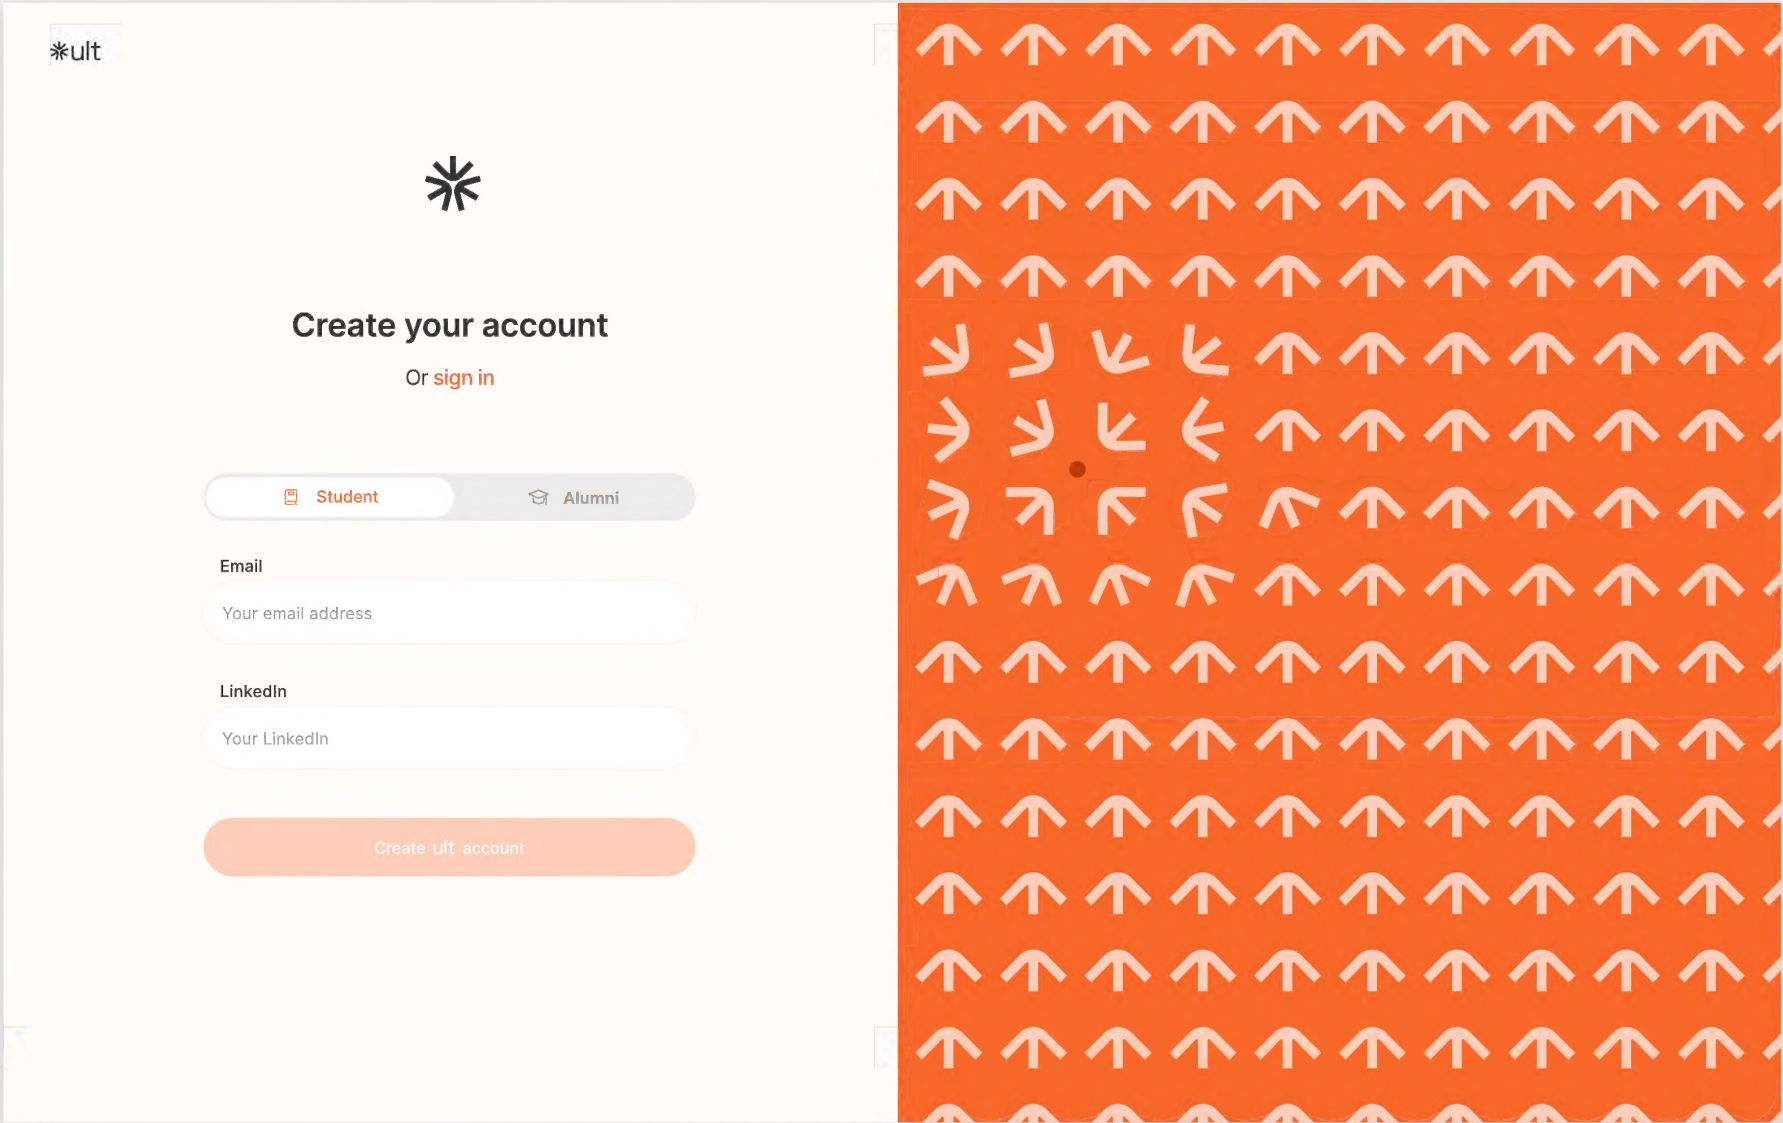 ult
Create your account
Or sign in
Student
Alumni
Email
Your email address
LinkedIn
Your LinkedIn
Create ult account